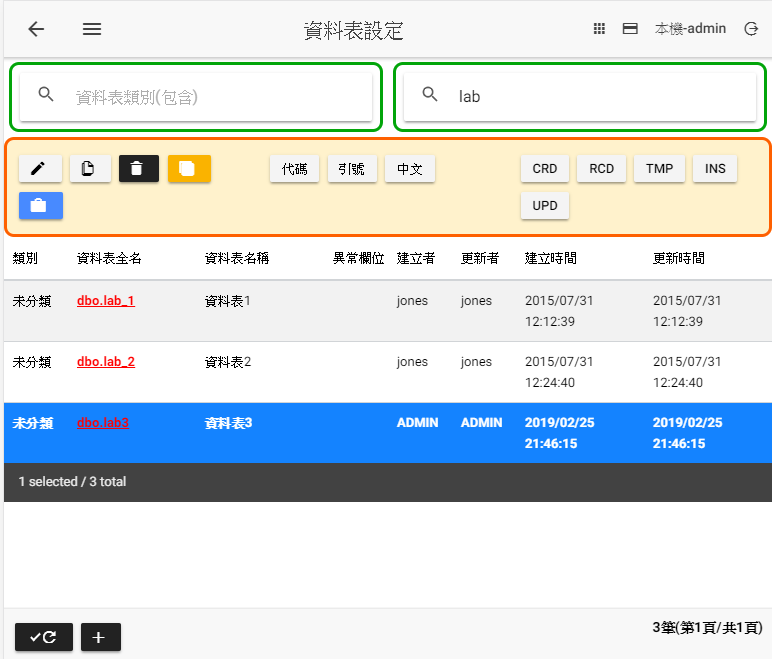 資料表設定
本機-admin
資料表類別(包含)
lab
代碼 引號 中文 CRD RCD TMP INS
UPD
類別 資料表全名 資料表名稱 異常欄位 建立者 更新者 建立時間 更新時間
未分類 dbo.lab_1 資料表1 jones jones 2015/07/31 2015/07/31
12:12:39 12:12:39
未分類 dbo.lab_2 資料表2 jones jones 2015/07/31 2015/07/31
12:24:40 12:24:40
未分類 dbo.lab3 資料表3 ADMIN ADMIN 2019/02/25 2019/02/25
21:46:15 21:46:15
1 selected / 3 total
3筆(第1頁/共1頁)